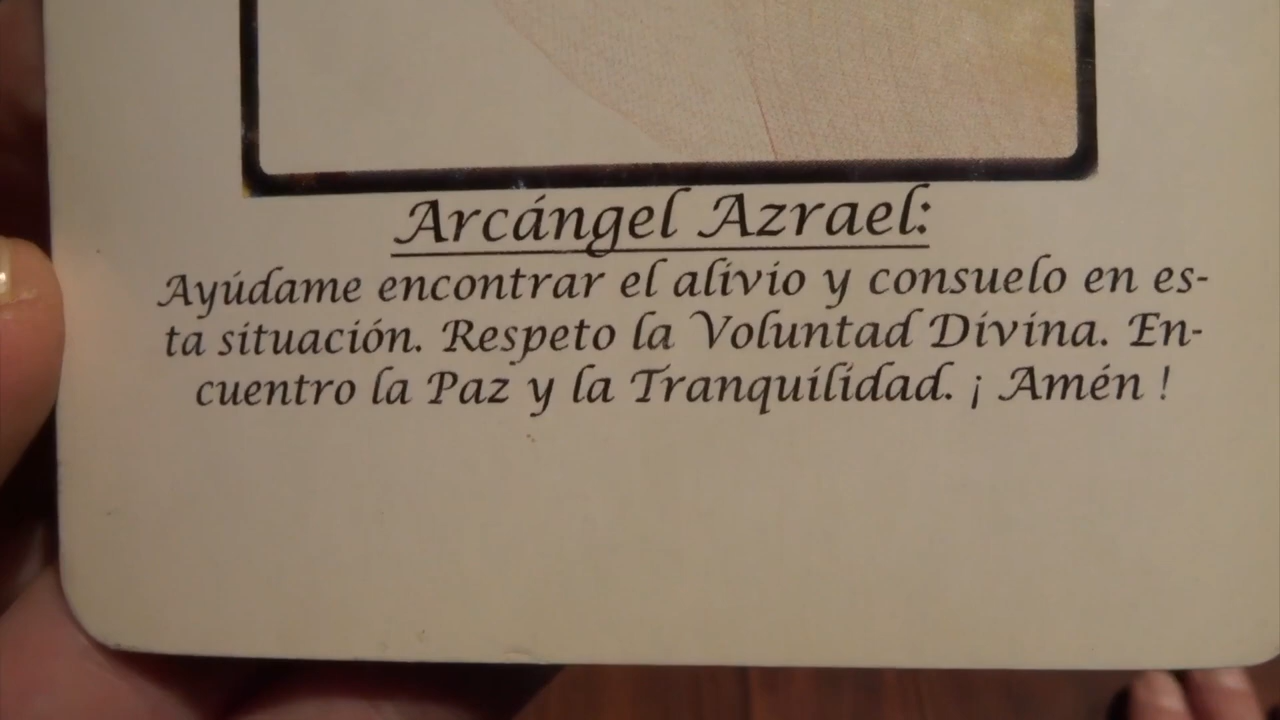 Arcángel Azrael:
Ayúdame encontrar el alivio y consuelo en es-
ta situación. Respeto la Voluntad Divina. En-
cuentro la Paz y la Tranquilidad. ¡ Amén !